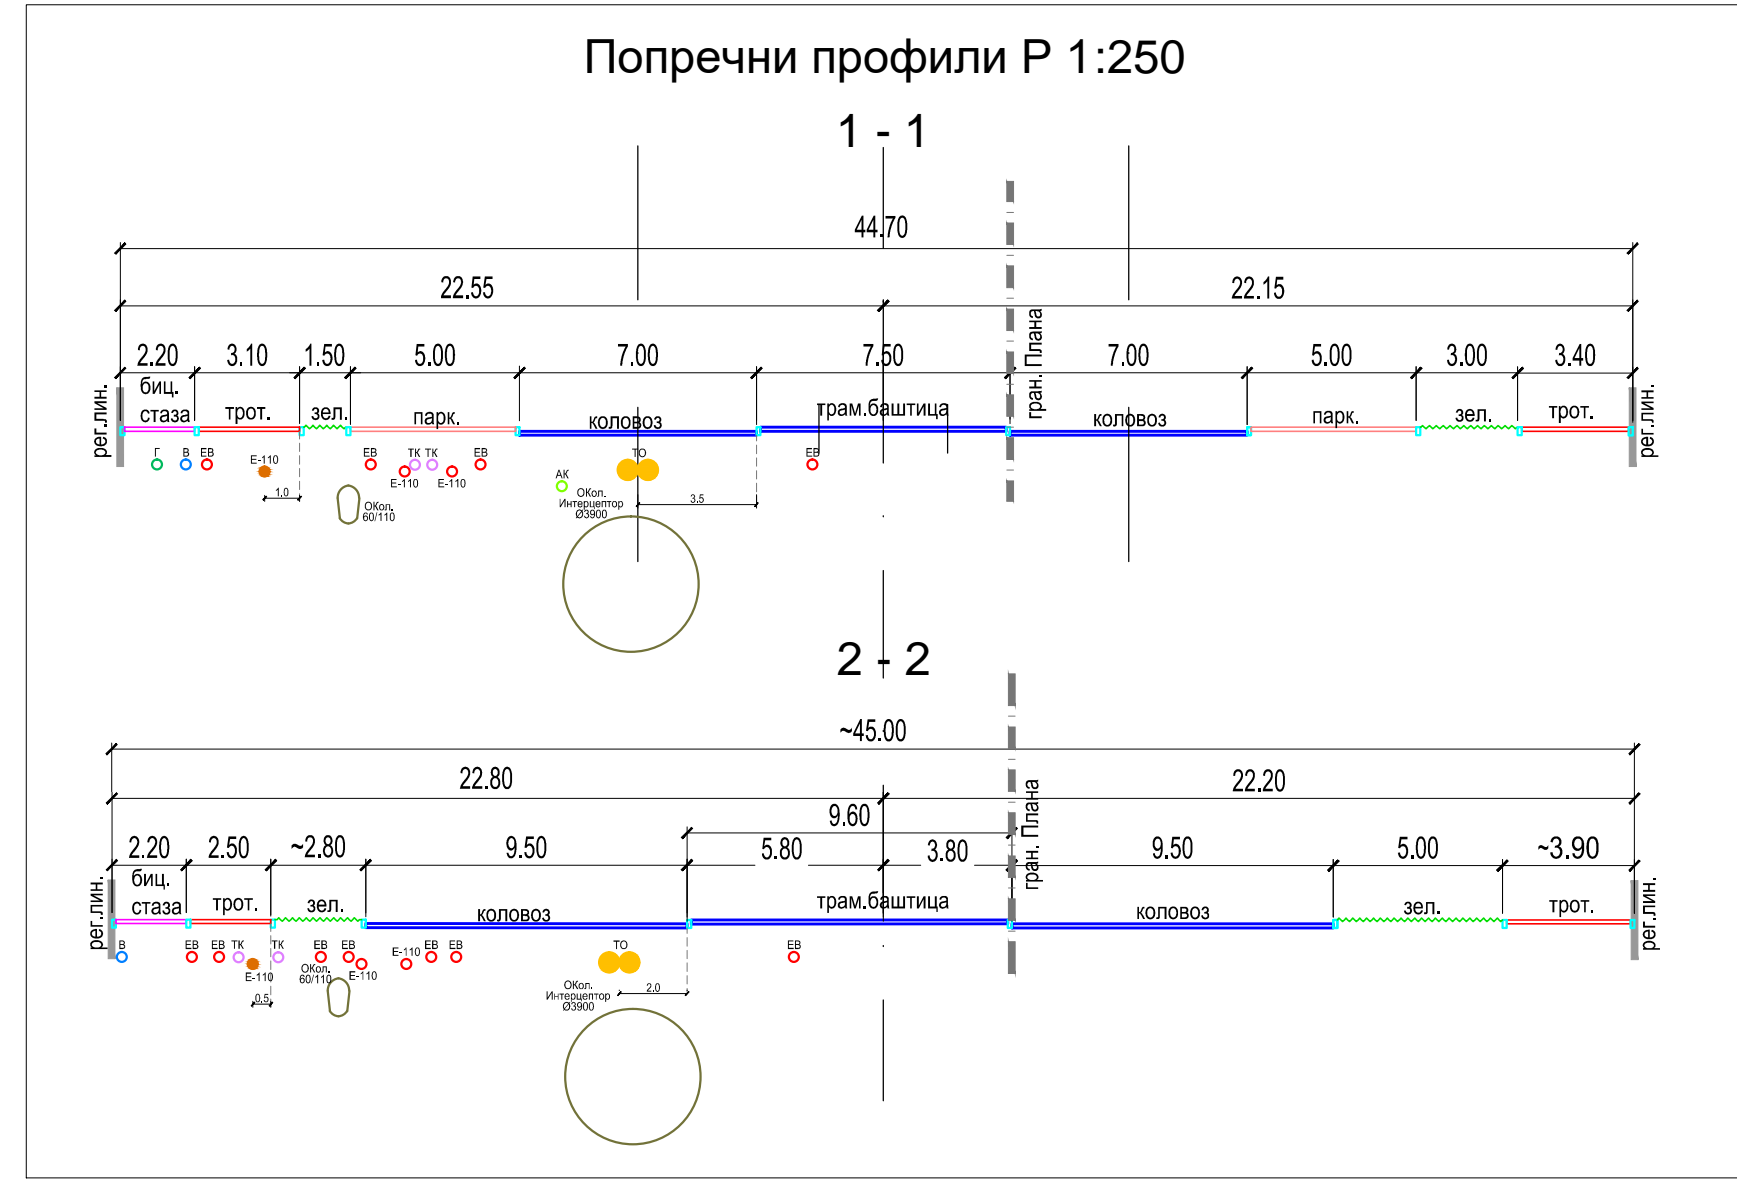 Попречни профили Р 1:250
1 - 1
44.70
22.55 22.15
2.20 3.10 1.50 5.00 7.00 7.50 7.00 5.00 3.00 3.40
рег.лин.
биц.
стаза трот. зел. парк. коловоз трам.баштица
гран. Плана
коловоз парк. зел. трот.
рег.лин.
Г В ЕВ Е-110 ЕВ ТК ТК ЕВ ТО ЕВ
Е-110 Е-110
АК
1.0
ОКол.
60/110
ОКол.
Интерцептор
Ø3900
3.5
2 - 2
~45.00
22.80 22.20
9.60
2.20 2.50 ~2.80 9.50 5.80 3.80 9.50 5.00 ~3.90
рег.лин.
биц.
стаза трот. зел. коловоз трам.баштица
гран. Плана
коловоз зел. трот.
рег.лин.
В ЕВ ЕВ ТК ТК ЕВ ЕВ Е-110 ЕВ ЕВ ТО ЕВ
Е-110
ОКол.
60/110
Е-110
0.5
ОКол.
Интерцептор
Ø3900
2.0